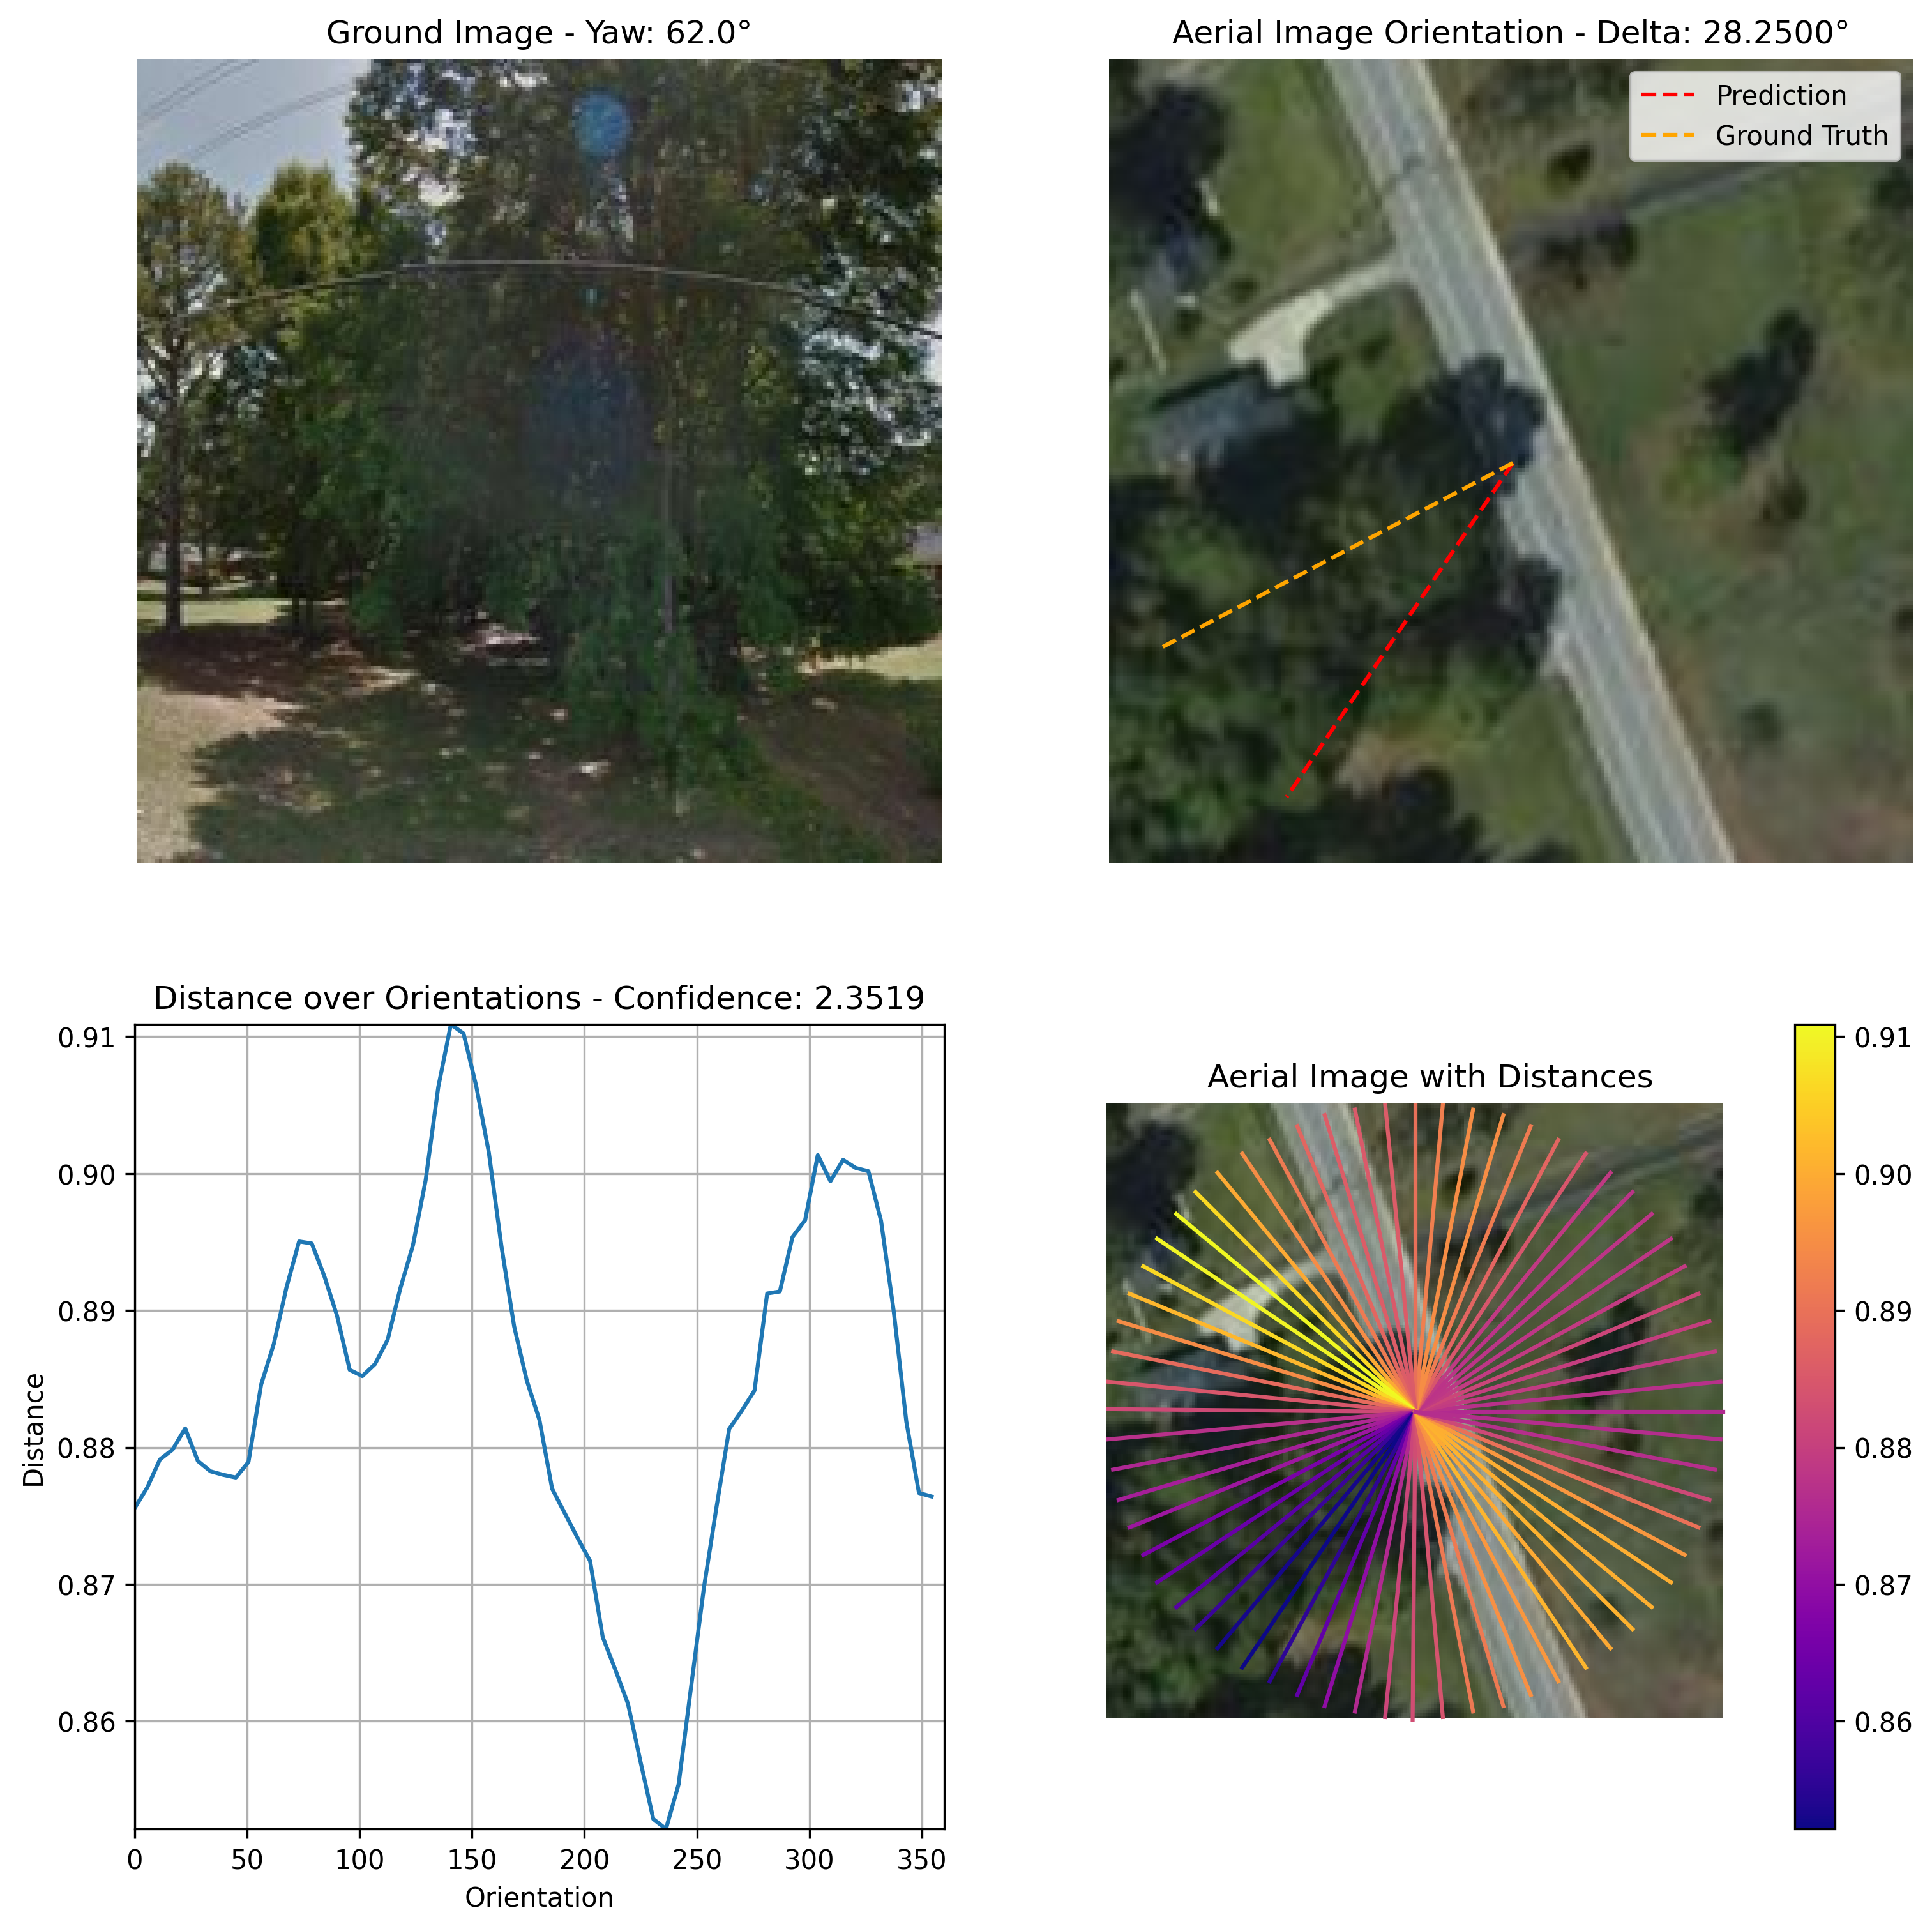 Ground Image - Yaw: 62.0°
Aerial Image Orientation - Delta: 28.2500°
Prediction
Ground Truth
Distance over Orientations - Confidence: 2.3519
0.91
0.90
0.89
0.88
0.87
0.86
Distance
0
50
100
150
200
250
300
350
Orientation
Aerial Image with Distances
0.91
0.90
0.89
0.88
0.87
0.86